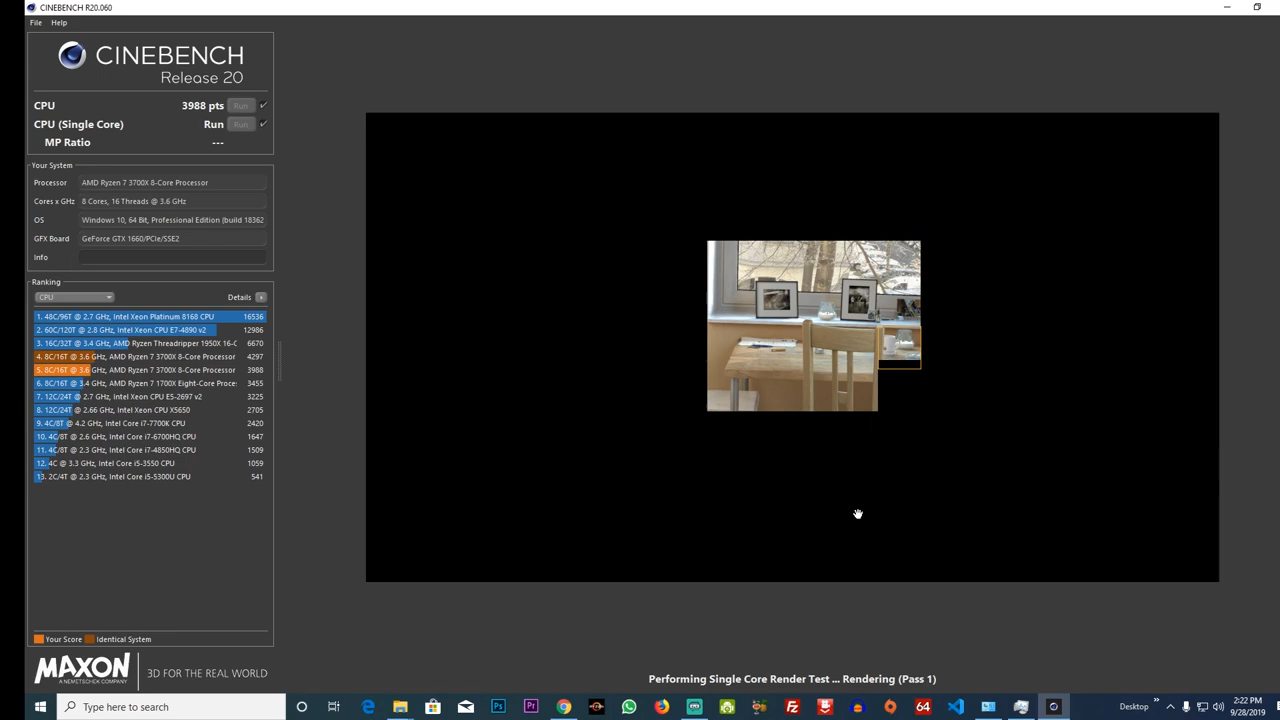 CINEBENCH R20.060
File Help
CINEBENCH
Release 20
CPU 3988 pts Run
CPU (Single Core) Run Run
MP Ratio ---
Your System
Processor AMD Ryzen 7 3700X 8-Core Processor
Cores x GHz 8 Cores, 16 Threads @ 3.6 GHz
OS Windows 10, 64 Bit, Professional Edition (build 18362
GFX Board GeForce GTX 1660/PCIe/SSE2
Info
Ranking
CPU Details
1. 48C/96T @ 2.7 GHz, Intel Xeon Platinum 8168 CPU 16536
2. 60C/120T @ 2.8 GHz, Intel Xeon CPU E7-4890 v2 12986
3. 16C/32T @ 3.4 GHz, AMD Ryzen Threadripper 1950X 16-C 6670
4. 8C/16T @ 3.6 GHz, AMD Ryzen 7 3700X 8-Core Processor 4297
5. 8C/16T @ 3.6 GHz, AMD Ryzen 7 3700X 8-Core Processor 3988
6. 8C/16T @ 3.4 GHz, AMD Ryzen 7 1700X Eight-Core Proce: 3455
7. 12C/24T @ 2.7 GHz, Intel Xeon CPU E5-2697 v2 3225
8. 12C/24T @ 2.66 GHz, Intel Xeon CPU X5650 2705
9. 4C/8T @ 4.2 GHz, Intel Core i7-7700K CPU 2420
10. 4C/8T @ 2.6 GHz, Intel Core i7-6700HQ CPU 1647
11. 4C/8T @ 2.3 GHz, Intel Core i7-4850HQ CPU 1509
12. 4C @ 3.3 GHz, Intel Core i5-3550 CPU 1059
13. 2C/4T @ 2.3 GHz, Intel Core i5-5300U CPU 541
Your Score Identical System
MAXON 3D FOR THE REAL WORLD
A NEMETSCHEK COMPANY
Performing Single Core Render Test ... Rendering (Pass 1)
Type here to search
Ps
Pr
Fz
64
Desktop
2:22 PM
9/28/2019